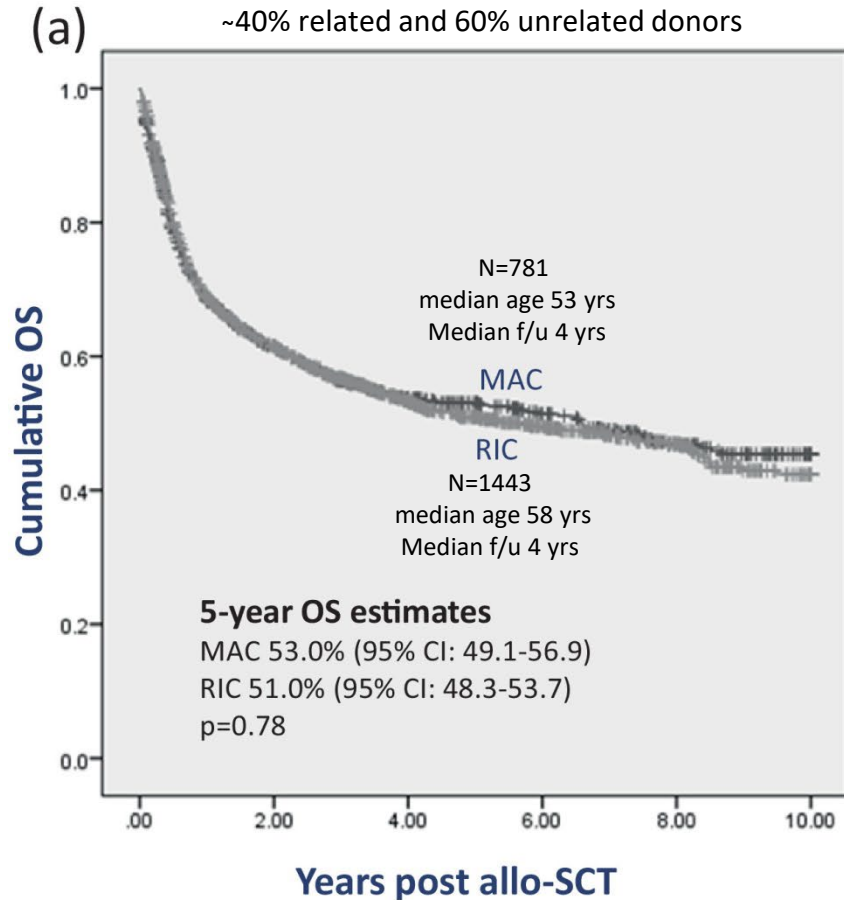 (a)
~40% related and 60% unrelated donors
1.0
0.8
0.6
0.4
0.2
0.0
Cumulative OS
N=781
median age 53 yrs
Median f/u 4 yrs
MAC
RIC
N=1443
median age 58 yrs
Median f/u 4 yrs
5-year OS estimates
MAC 53.0% (95% CI: 49.1-56.9)
RIC 51.0% (95% CI: 48.3-53.7)
p=0.78
.00 2.00 4.00 6.00 8.00 10.00
Years post allo-SCT